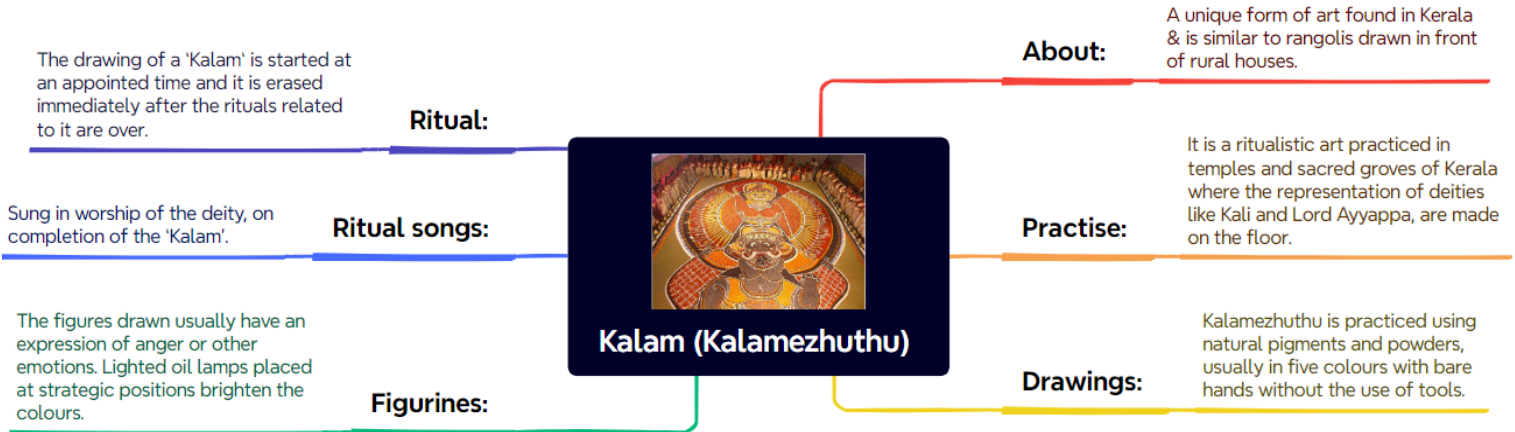 About:
A unique form of art found in Kerala
& is similar to rangolis drawn in front
of rural houses.
Practise:
It is a ritualistic art practiced in
temples and sacred groves of Kerala
where the representation of deities
like Kali and Lord Ayyappa, are made
on the floor.
Drawings:
Kalamezhuthu is practiced using
natural pigments and powders,
usually in five colours with bare
hands without the use of tools.
Ritual:
The drawing of a ‘Kalam‘ is started at
an appointed time and it is erased
immediately after the rituals related
to it are over.
Ritual songs:
Sung in worship of the deity, on
completion of the ‘Kalam’.
Figurines:
The figures drawn usually have an
expression of anger or other
emotions. Lighted oil lamps placed
at strategic positions brighten the
colours.
Kalam (Kalamezhuthu)